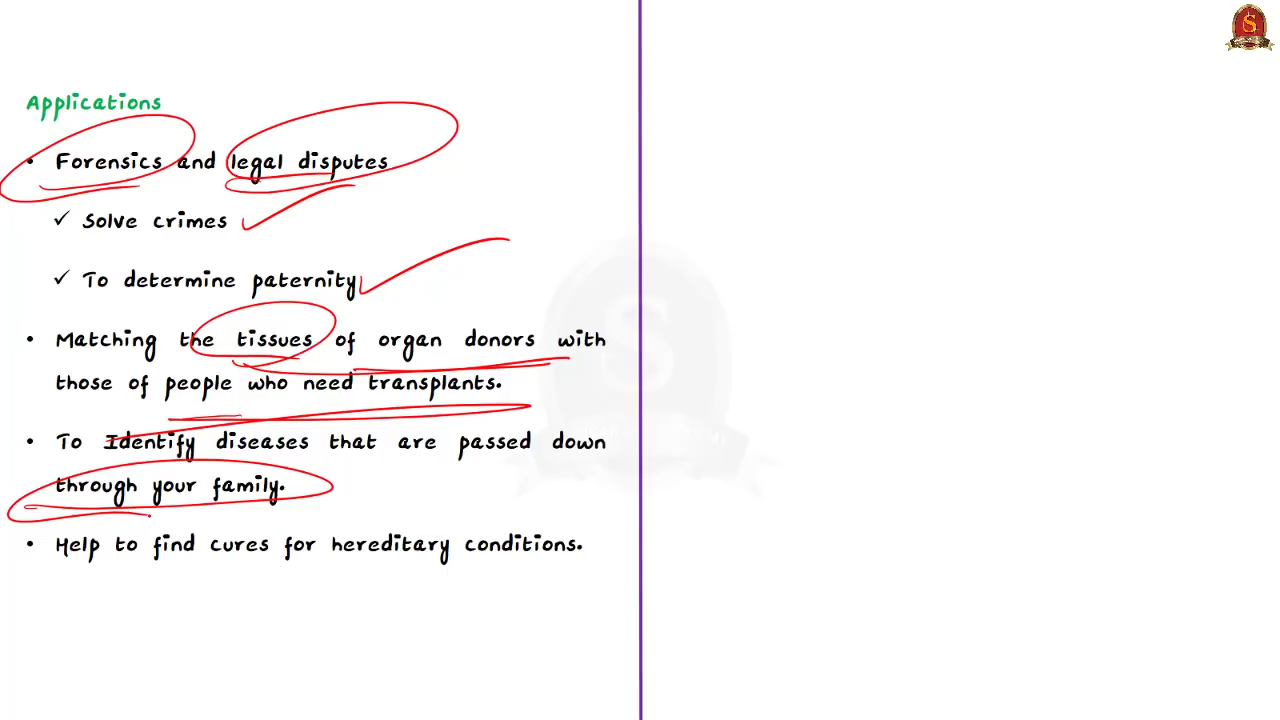 Applications
• Forensics and legal disputes
✓ Solve crimes
✓ To determine paternity
• Matching the tissues of organ donors with
those of people who need transplants.
• To Identify diseases that are passed down
through your family.
• Help to find cures for hereditary conditions.